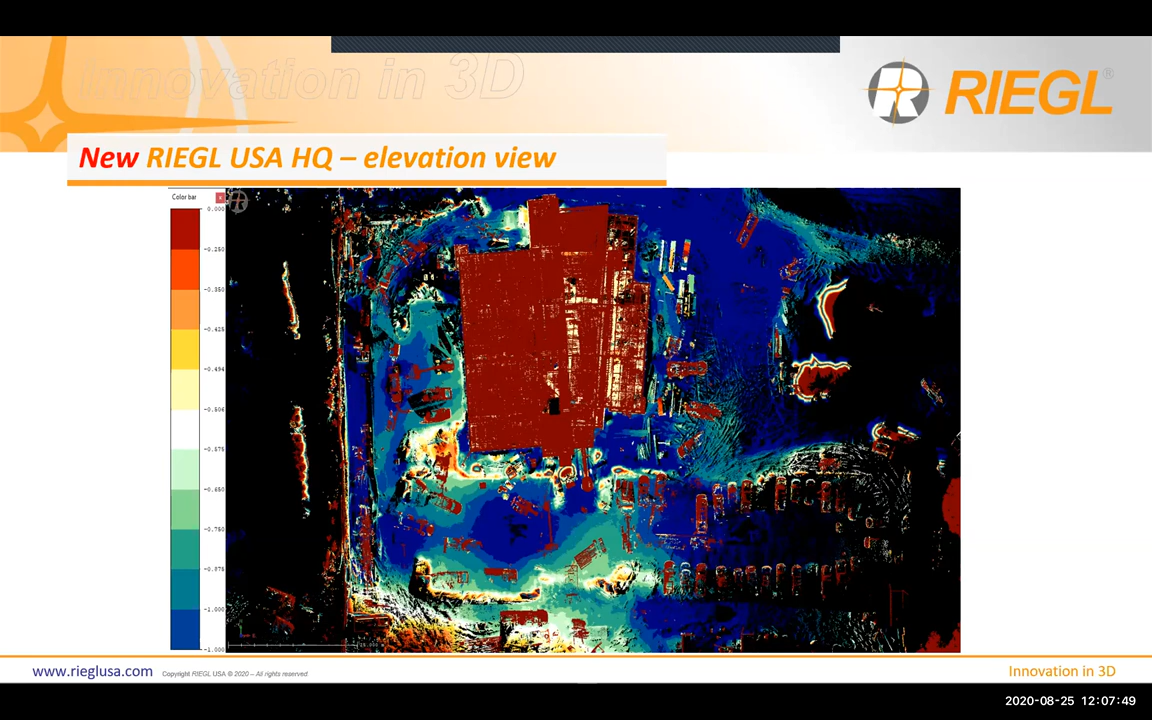 Innovation in 3D
RIEGL®
New RIEGL USA HQ – elevation view
Color bar
x
0.000
-0.250
-0.350
-0.425
-0.494
-0.506
-0.575
-0.650
-0.750
-0.875
-1.000
-1.000
www.rieglusa.com
Copyright RIEGL USA © 2020 – All rights reserved.
Innovation in 3D
2020-08-25 12:07:49